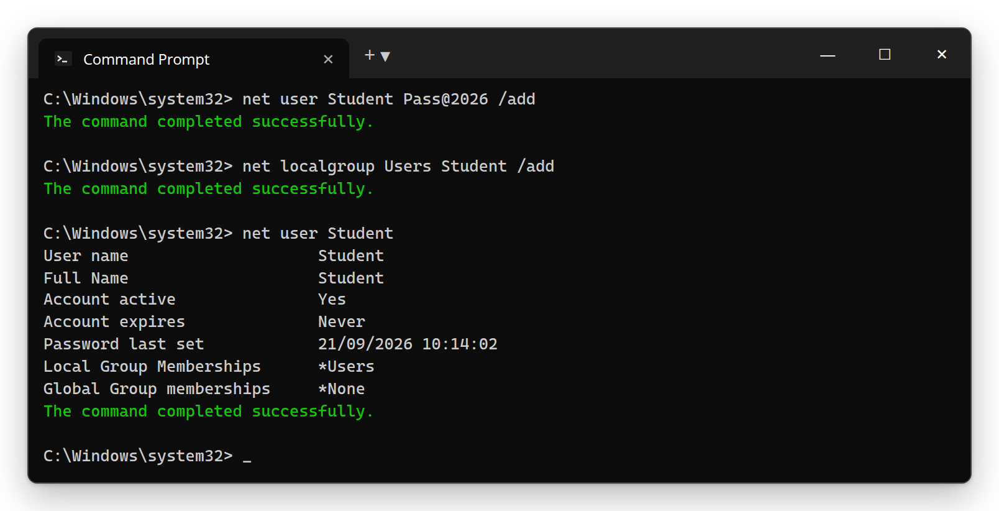 Command Prompt
C:\Windows\system32> net user Student Pass@2026 /add
The command completed successfully.
C:\Windows\system32> net localgroup Users Student /add
The command completed successfully.
C:\Windows\system32> net user Student
User name Student
Full Name Student
Account active Yes
Account expires Never
Password last set 21/09/2026 10:14:02
Local Group Memberships *Users
Global Group memberships *None
The command completed successfully.
C:\Windows\system32> _